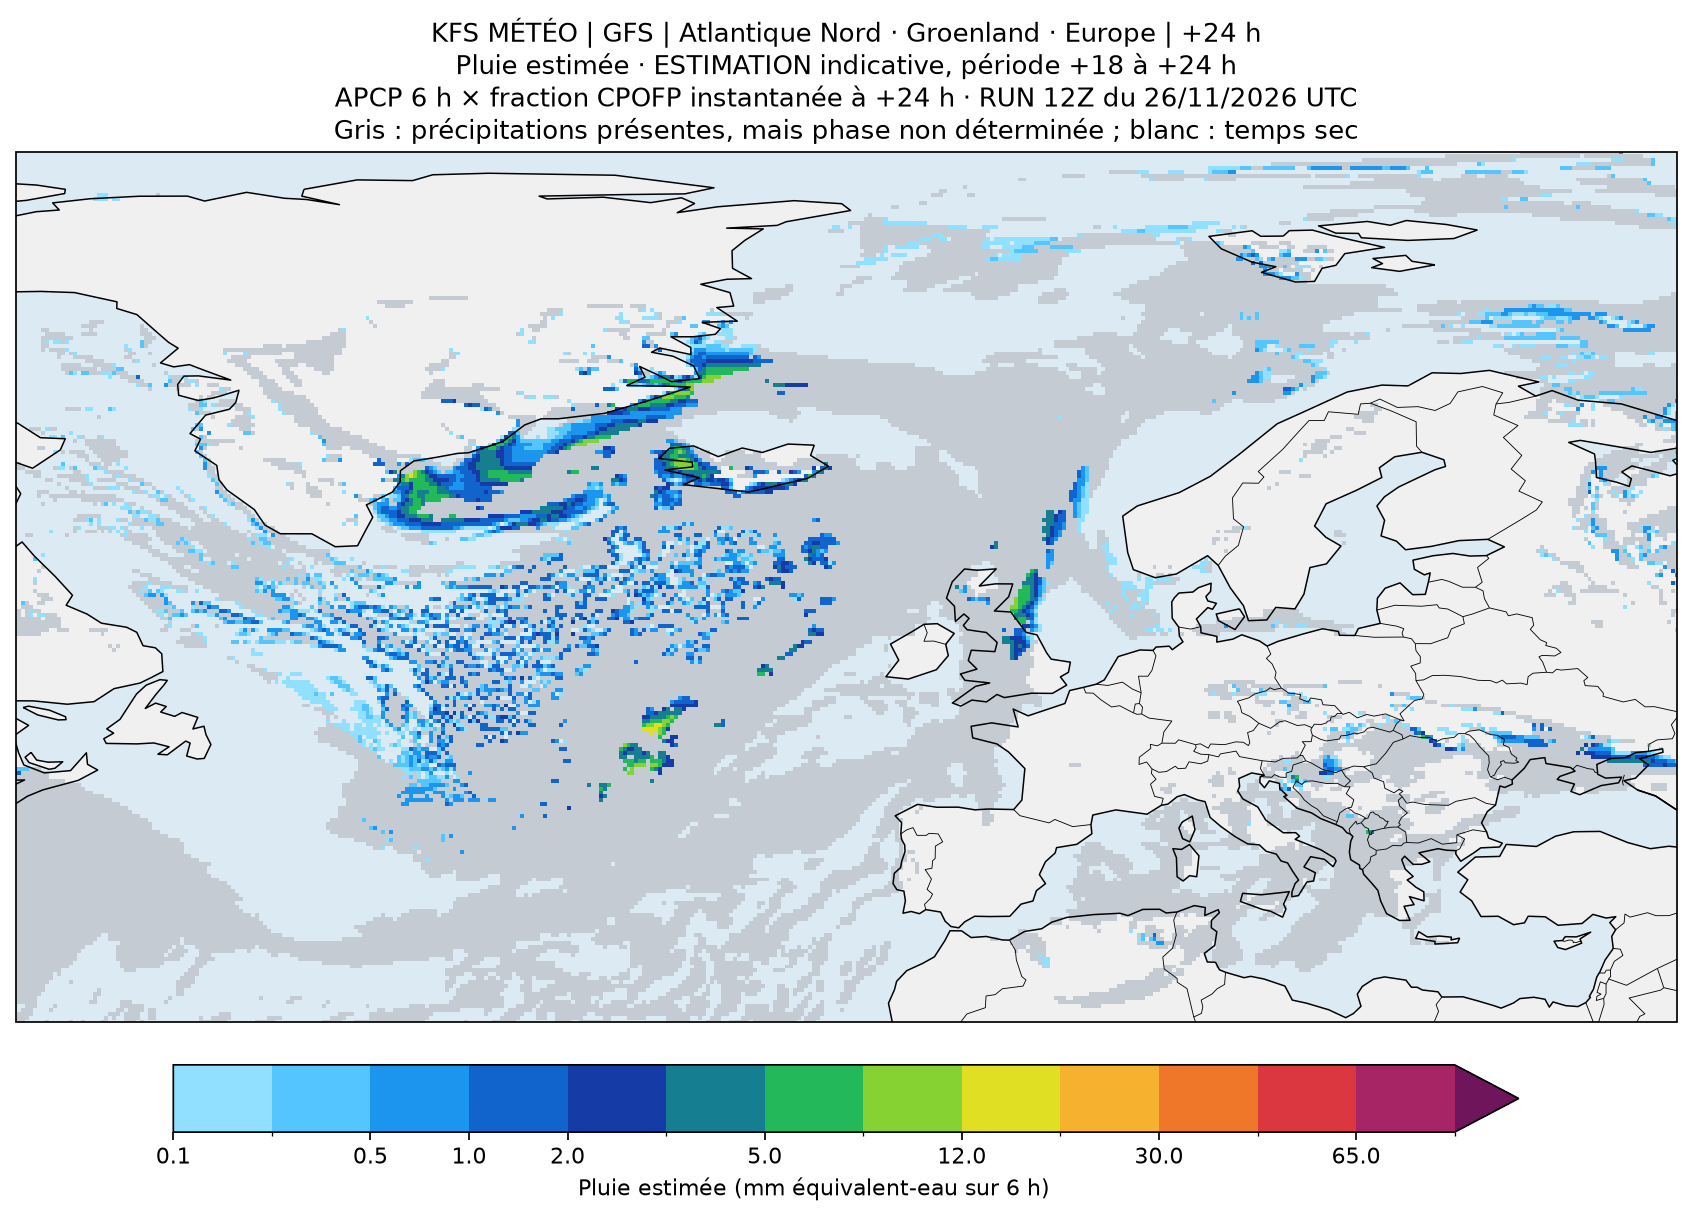 KFS MÉTÉO | GFS | Atlantique Nord · Groenland · Europe | +24 h
Pluie estimée · ESTIMATION indicative, période +18 à +24 h
APCP 6 h × fraction CPOFP instantanée à +24 h · RUN 12Z du 26/11/2026 UTC
Gris : précipitations présentes, mais phase non déterminée ; blanc : temps sec
0.1 0.5 1.0 2.0 5.0 12.0 30.0 65.0
Pluie estimée (mm équivalent-eau sur 6 h)